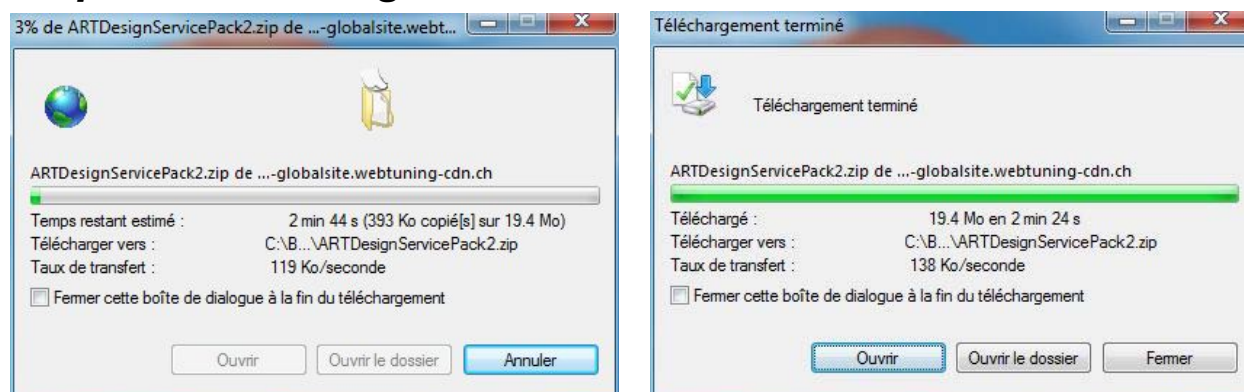 3% de ARTDesignServicePack2.zip de ...-globalsite.webt...
ARTDesignServicePack2.zip de ...-globalsite.webtuning-cdn.ch
Temps restant estimé : 2 min 44 s (393 Ko copié[s] sur 19.4 Mo)
Télécharger vers : C:\B...\ARTDesignServicePack2.zip
Taux de transfert : 119 Ko/seconde
Fermer cette boîte de dialogue à la fin du téléchargement
Ouvrir Ouvrir le dossier Annuler
Téléchargement terminé
Téléchargement terminé
ARTDesignServicePack2.zip de ...-globalsite.webtuning-cdn.ch
Téléchargé : 19.4 Mo en 2 min 24 s
Télécharger vers : C:\B...\ARTDesignServicePack2.zip
Taux de transfert : 138 Ko/seconde
Fermer cette boîte de dialogue à la fin du téléchargement
Ouvrir Ouvrir le dossier Fermer